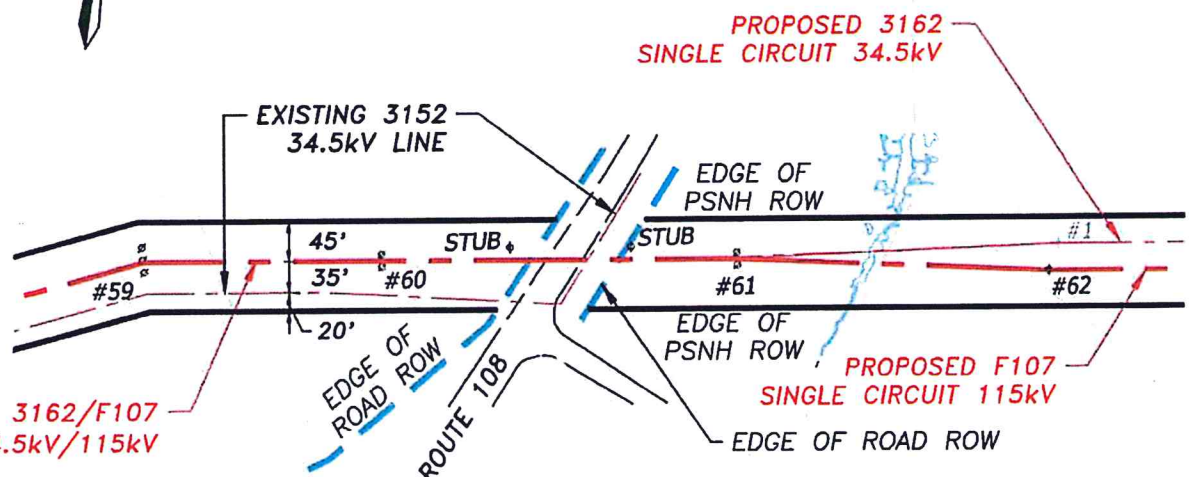 PROPOSED 3162
SINGLE CIRCUIT 34.5kV
EXISTING 3152
34.5kV LINE
EDGE OF
PSNH ROW
STUB
STUB
45'
35'
20'
#59
#60
#61
#1
#62
EDGE OF
PSNH ROW
EDGE OF
ROAD ROW
ROUTE 108
PROPOSED F107
SINGLE CIRCUIT 115kV
3162/F107
.5kV/115kV
EDGE OF ROAD ROW